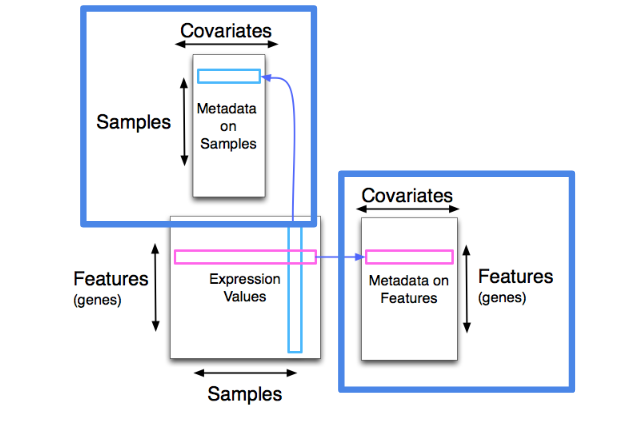 Covariates
Samples
Metadata
on
Samples
Covariates
Features
(genes)
Expression
Values
Metadata on
Features
Features
(genes)
Samples